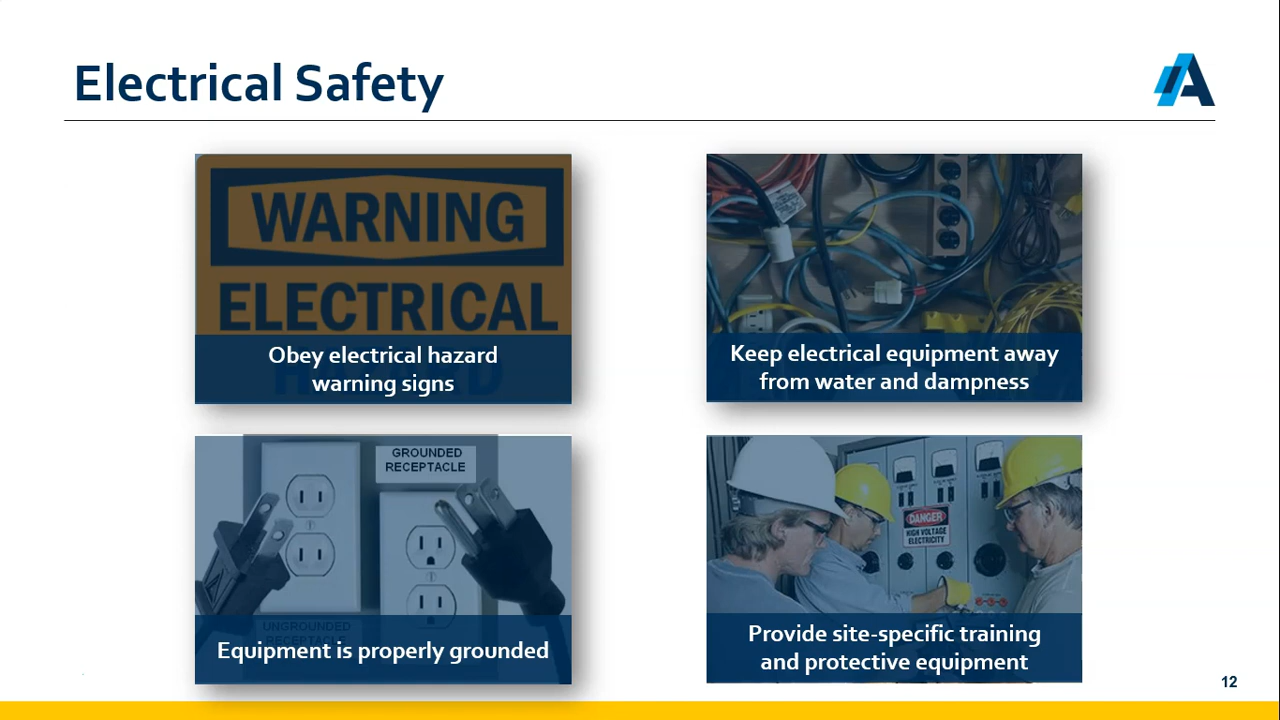 Electrical Safety
WARNING
ELECTRICAL
HAZARD
Obey electrical hazard
warning signs
Keep electrical equipment away
from water and dampness
GROUNDED
RECEPTACLE
UNGROUNDED
RECEPTACLE
Equipment is properly grounded
DANGER
HIGH VOLTAGE
ELECTRICITY
Provide site-specific training
and protective equipment
12